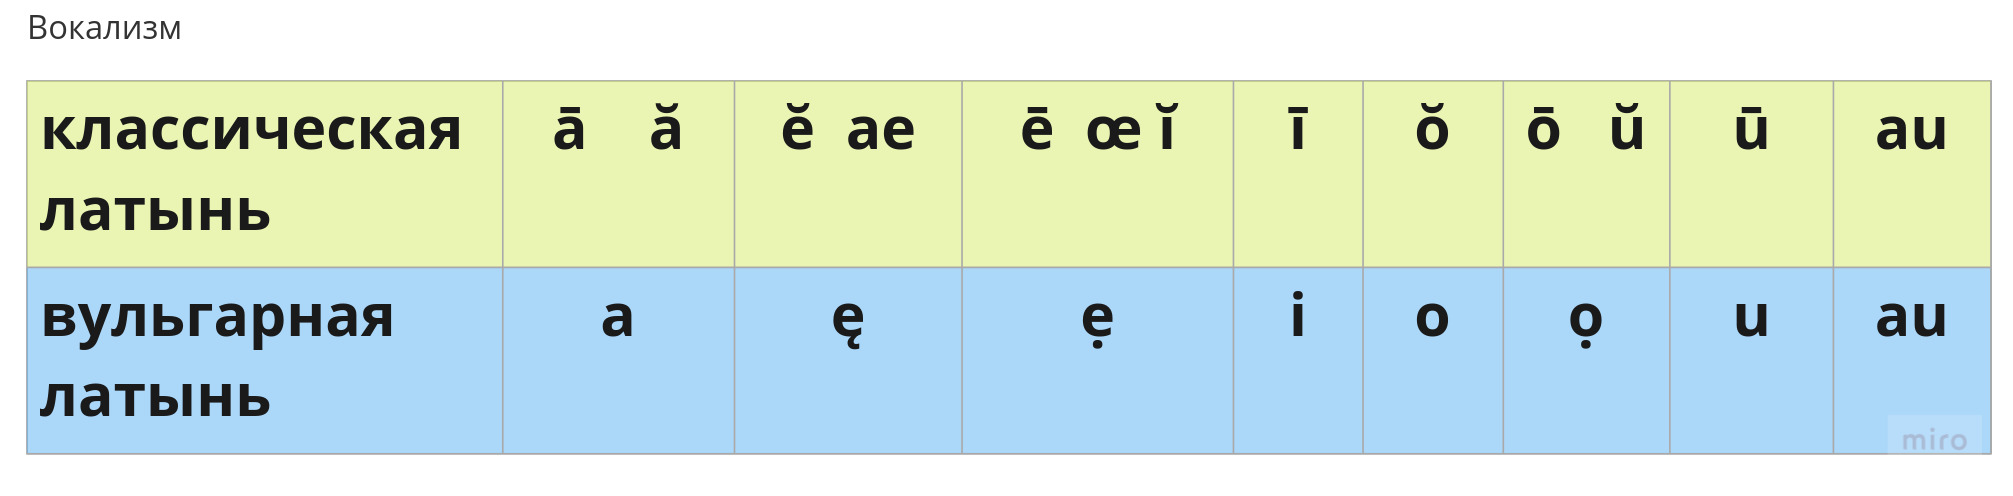 Вокализм
классическая латынь ā ă ĕ ae ē œ ĭ ī ŏ ō ŭ ū au
вульгарная латынь a ę ẹ i o ọ u au
miro